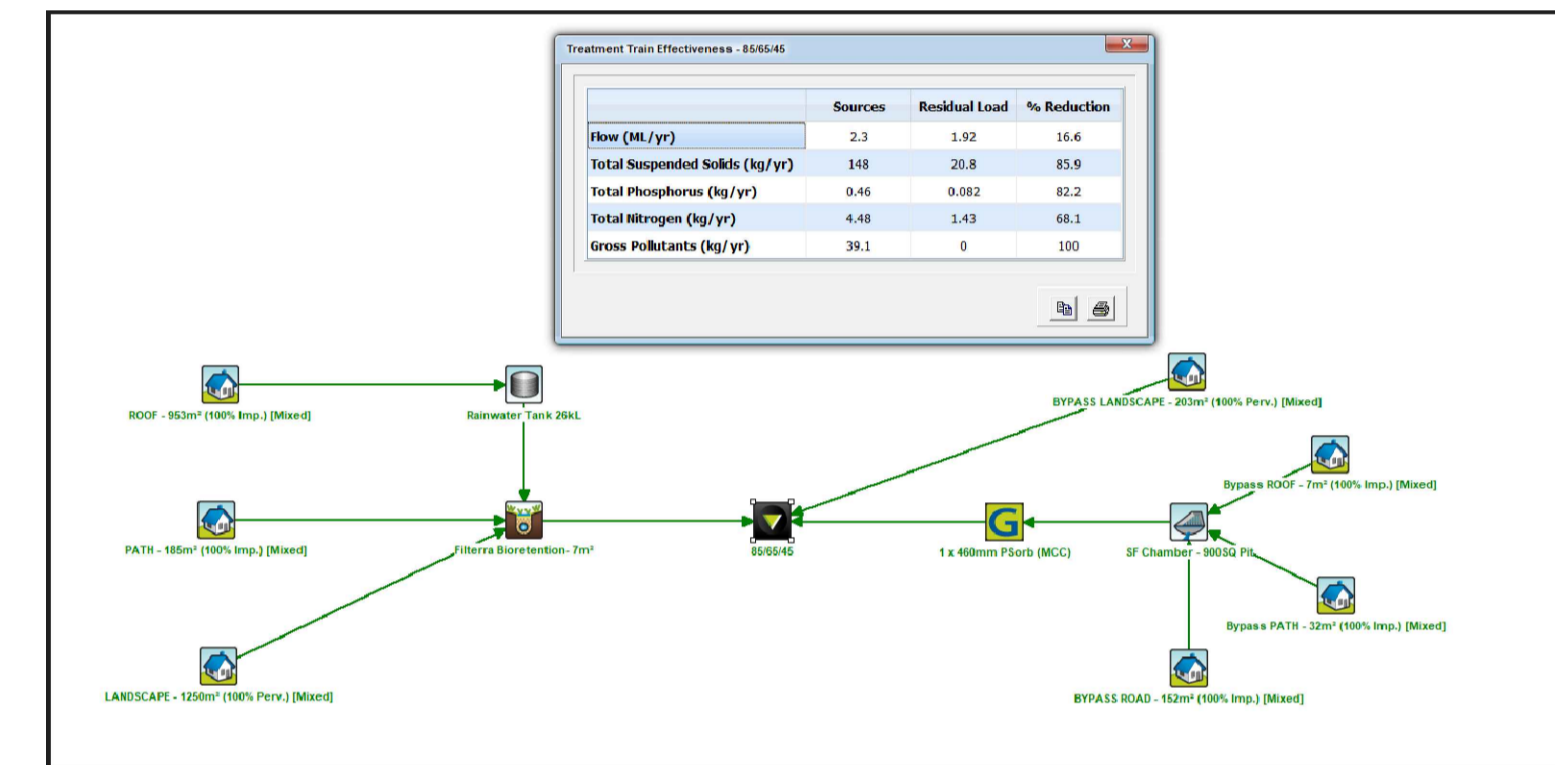 Treatment Train Effectiveness - 85/65/45
X
Sources Residual Load % Reduction
Flow (ML/yr) 2.3 1.92 16.6
Total Suspended Solids (kg/yr) 148 20.8 85.9
Total Phosphorus (kg/yr) 0.46 0.082 82.2
Total Nitrogen (kg/yr) 4.48 1.43 68.1
Gross Pollutants (kg/yr) 39.1 0 100
ROOF - 953m² (100% Imp.) [Mixed]
Rainwater Tank 26kL
BYPASS LANDSCAPE - 203m² (100% Perv.) [Mixed]
Bypass ROOF - 7m² (100% Imp.) [Mixed]
PATH - 185m² (100% Imp.) [Mixed]
Filterra Bioretention- 7m²
85/65/45
G
1 x 460mm PSorb (MCC)
SF Chamber - 900SQ Pit
Bypass PATH - 32m² (100% Imp.) [Mixed]
LANDSCAPE - 1250m² (100% Perv.) [Mixed]
BYPASS ROAD - 152m² (100% Imp.) [Mixed]